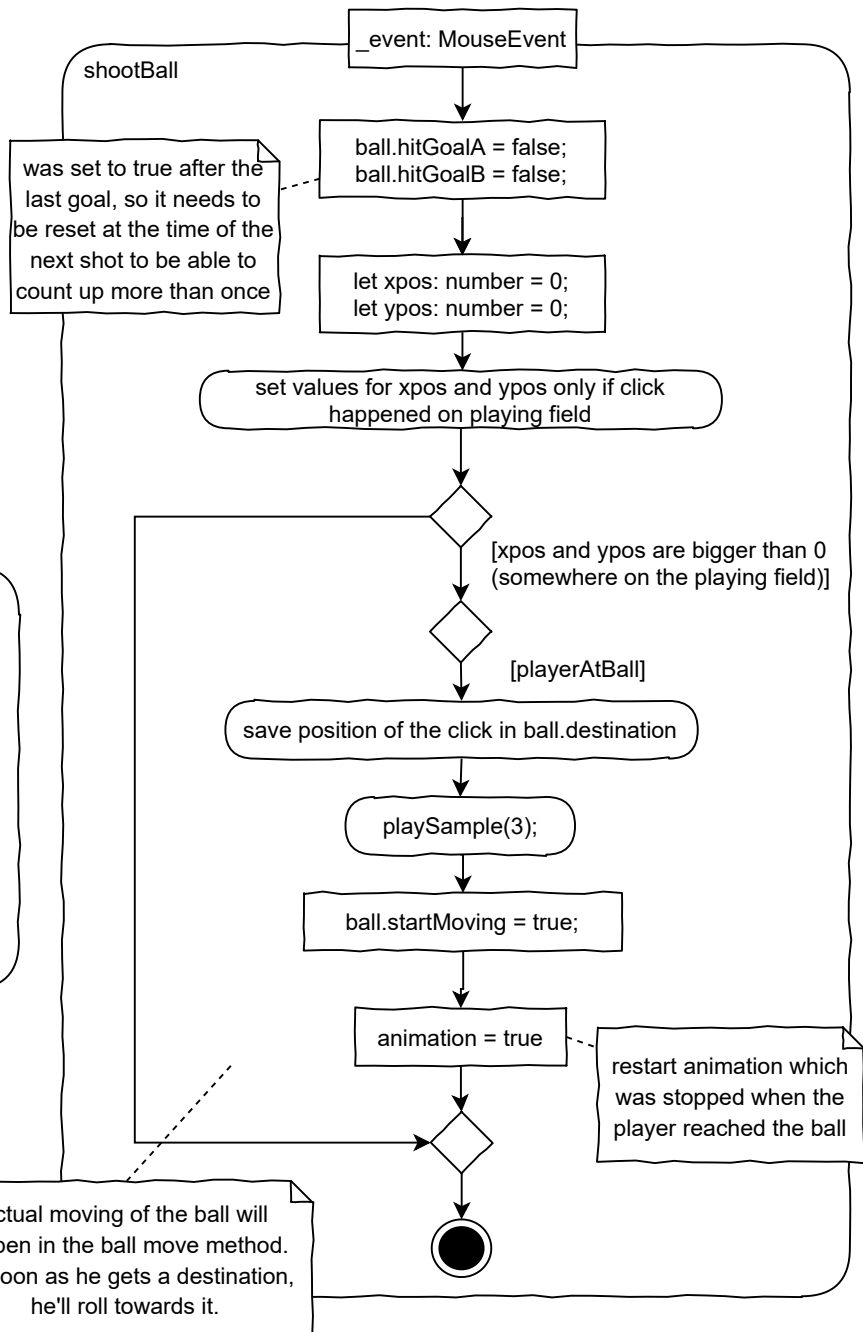 _event: MouseEvent
shootBall
ball.hitGoalA = false;
ball.hitGoalB = false;
was set to true after the
last goal, so it needs to
be reset at the time of the
next shot to be able to
count up more than once
let xpos: number = 0;
let ypos: number = 0;
set values for xpos and ypos only if click
happened on playing field
[xpos and ypos are bigger than 0
(somewhere on the playing field)]
[playerAtBall]
save position of the click in ball.destination
playSample(3);
ball.startMoving = true;
animation = true
restart animation which
was stopped when the
player reached the ball
moving of the ball will
in the ball move method.
as he gets a destination,
he'll roll towards it.